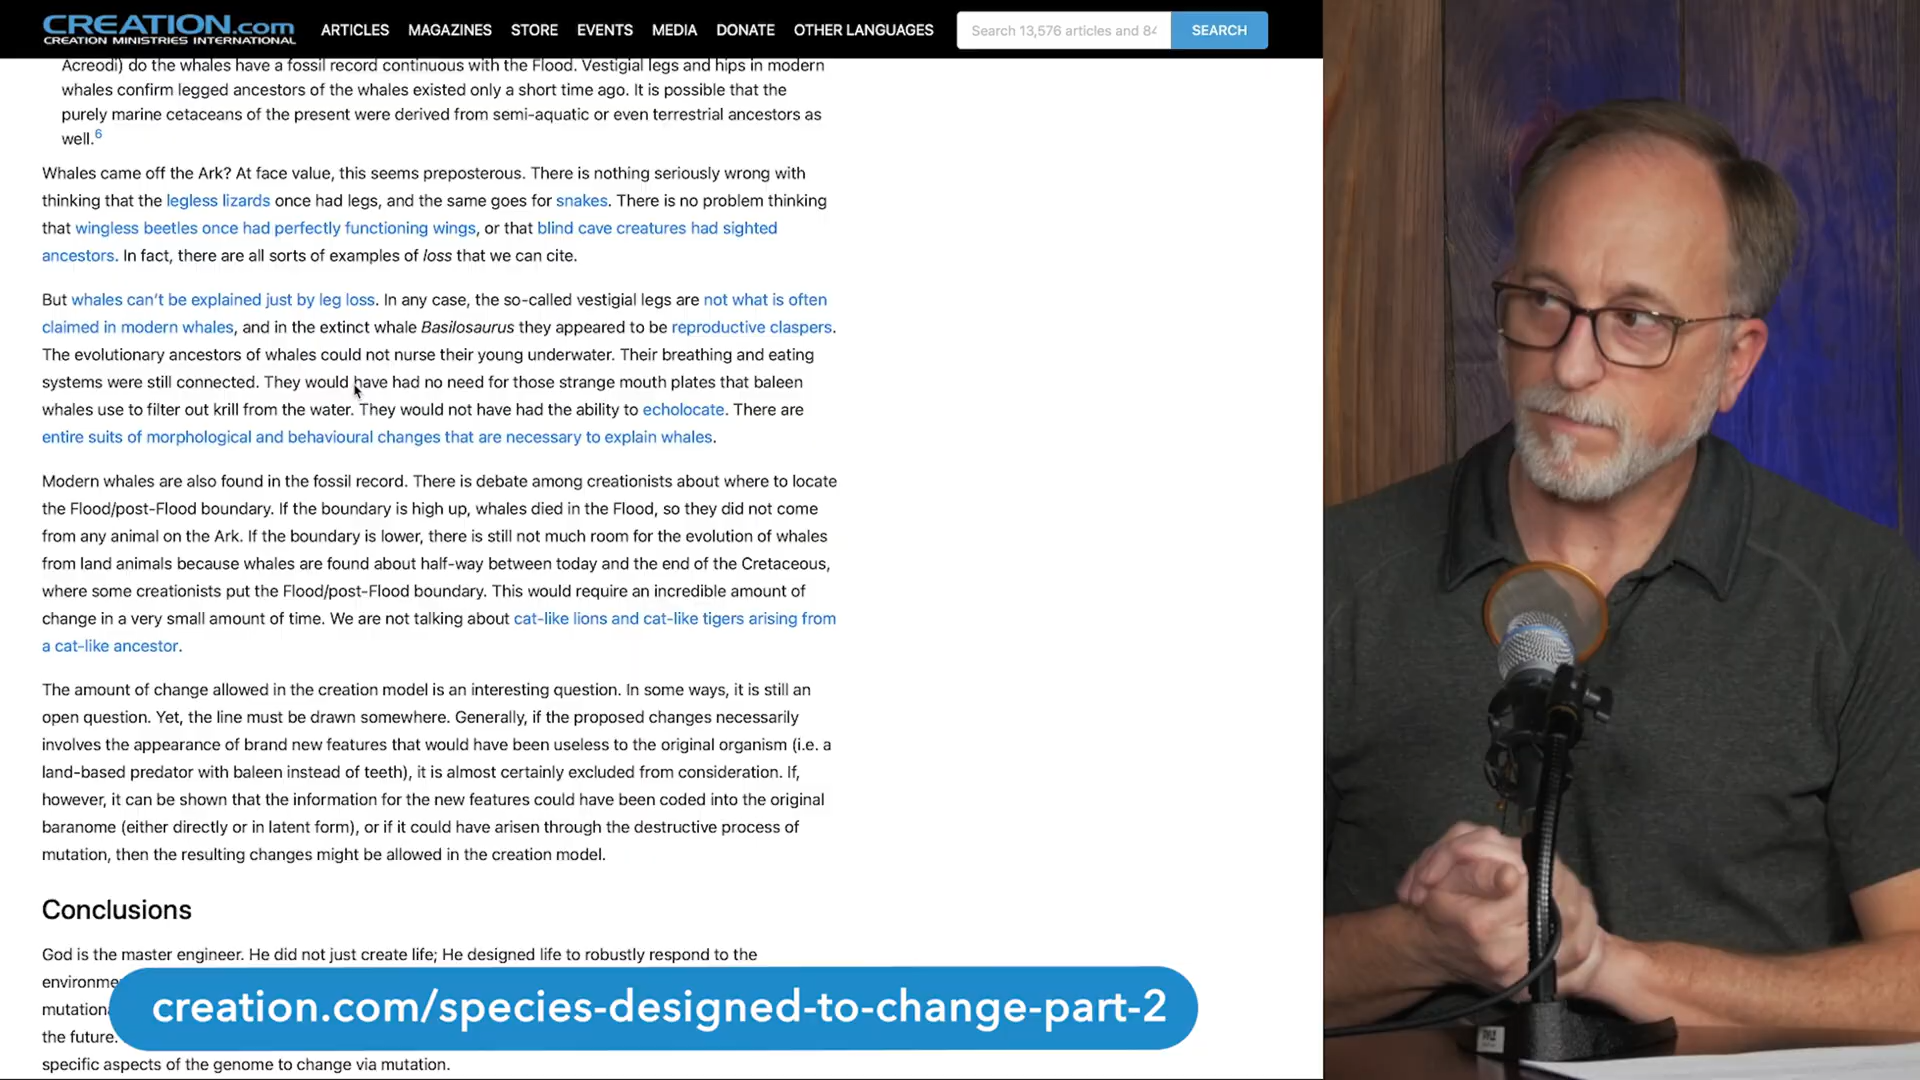 CREATION.com
CREATION MINISTRIES INTERNATIONAL
ARTICLES MAGAZINES STORE EVENTS MEDIA DONATE OTHER LANGUAGES Search 13,576 articles and 84 SEARCH
Acreodi) do the whales have a fossil record continuous with the Flood. Vestigial legs and hips in modern
whales confirm legged ancestors of the whales existed only a short time ago. It is possible that the
purely marine cetaceans of the present were derived from semi-aquatic or even terrestrial ancestors as
well.6
Whales came off the Ark? At face value, this seems preposterous. There is nothing seriously wrong with
thinking that the legless lizards once had legs, and the same goes for snakes. There is no problem thinking
that wingless beetles once had perfectly functioning wings, or that blind cave creatures had sighted
ancestors. In fact, there are all sorts of examples of loss that we can cite.
But whales can't be explained just by leg loss. In any case, the so-called vestigial legs are not what is often
claimed in modern whales, and in the extinct whale Basilosaurus they appeared to be reproductive claspers.
The evolutionary ancestors of whales could not nurse their young underwater. Their breathing and eating
systems were still connected. They would have had no need for those strange mouth plates that baleen
whales use to filter out krill from the water. They would not have had the ability to echolocate. There are
entire suits of morphological and behavioural changes that are necessary to explain whales.
Modern whales are also found in the fossil record. There is debate among creationists about where to locate
the Flood/post-Flood boundary. If the boundary is high up, whales died in the Flood, so they did not come
from any animal on the Ark. If the boundary is lower, there is still not much room for the evolution of whales
from land animals because whales are found about half-way between today and the end of the Cretaceous,
where some creationists put the Flood/post-Flood boundary. This would require an incredible amount of
change in a very small amount of time. We are not talking about cat-like lions and cat-like tigers arising from
a cat-like ancestor.
The amount of change allowed in the creation model is an interesting question. In some ways, it is still an
open question. Yet, the line must be drawn somewhere. Generally, if the proposed changes necessarily
involves the appearance of brand new features that would have been useless to the original organism (i.e. a
land-based predator with baleen instead of teeth), it is almost certainly excluded from consideration. If,
however, it can be shown that the information for the new features could have been coded into the original
baranome (either directly or in latent form), or if it could have arisen through the destructive process of
mutation, then the resulting changes might be allowed in the creation model.
Conclusions
God is the master engineer. He did not just create life; He designed life to robustly respond to the
environme
mutation
the future.
specific aspects of the genome to change via mutation.
creation.com/species-designed-to-change-part-2